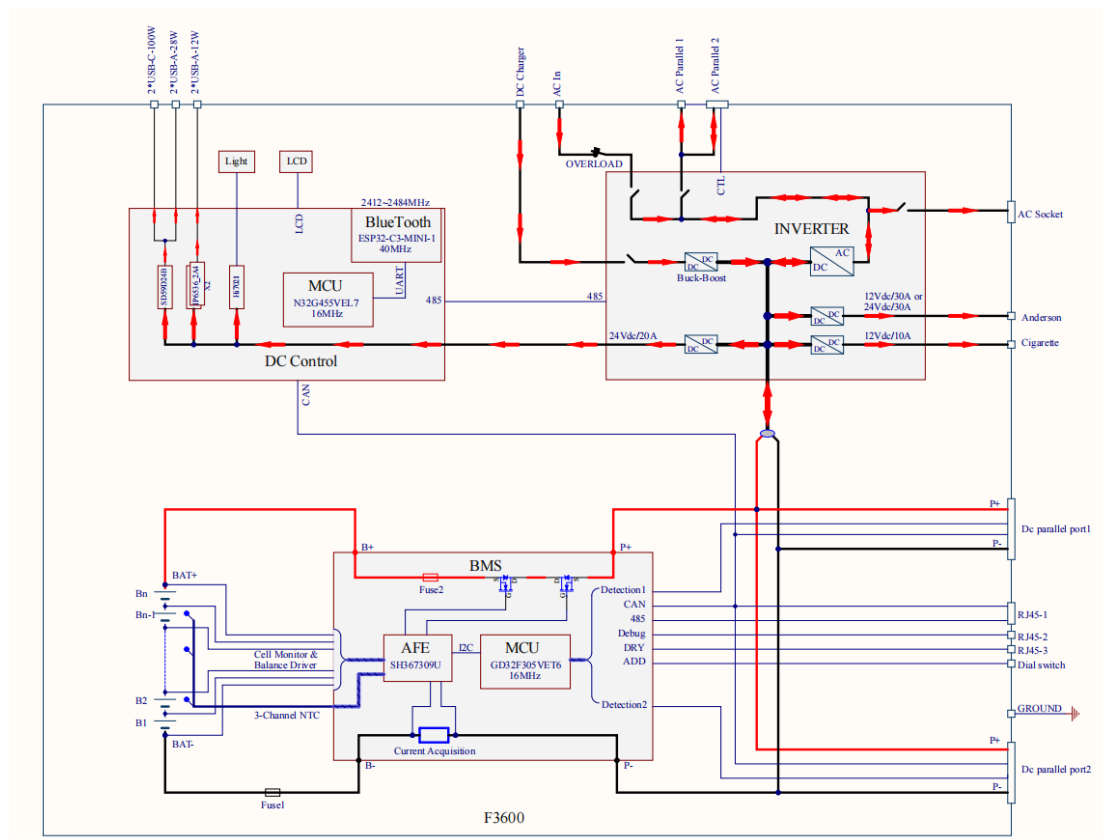 2*USB-C-100W
2*USB-A-28W
2*USB-A-12W
DC Charger
AC In
AC Parallel 1
AC Parallel 2
Light
LCD
OVERLOAD
CTL
2412~2484MHz
LCD
BlueTooth
ESP32-C3-MINI-1
40MHz
INVERTER
AC Socket
AC
DC
DC
DC
Buck-Boost
SD59D24B
IP6536_2A4
X2
Hi7021
MCU
N32G455VEL7
16MHz
UART
485
485
12Vdc/30A or
24Vdc/30A
DC
DC
Anderson
24Vdc/20A
DC
DC
DC
DC
12Vdc/10A
Cigarette
DC Control
CAN
P+
Dc parallel port1
P-
B+
P+
BMS
BAT+
Bn
Fuse2
S
D
G
D
S
G
Detection1
Bn-1
CAN
485
RJ45-1
AFE
SH367309U
I2C
MCU
GD32F305VET6
16MHz
Debug
RJ45-2
DRY
RJ45-3
Cell Monitor &
Balance Driver
ADD
Dial switch
B2
3-Channel NTC
Detection2
GROUND
B1
BAT-
Current Acquisition
P+
B-
P-
Dc parallel port2
P-
Fuse1
F3600